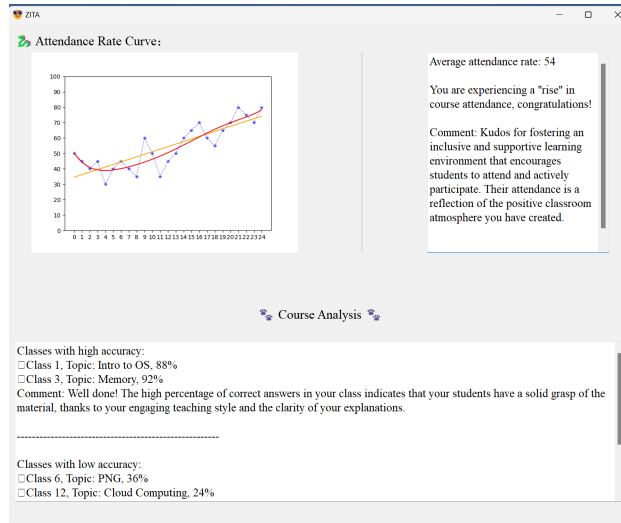 ZITA
Attendance Rate Curve:
100
90
80
70
60
50
40
30
20
10
0
0 1 2 3 4 5 6 7 8 9 10 11 12 13 14 15 16 17 18 19 20 21 22 23 24
Average attendance rate: 54
You are experiencing a "rise" in
course attendance, congratulations!
Comment: Kudos for fostering an
inclusive and supportive learning
environment that encourages
students to attend and actively
participate. Their attendance is a
reflection of the positive classroom
atmosphere you have created.
Course Analysis
Classes with high accuracy:
□Class 1, Topic: Intro to OS, 88%
□Class 3, Topic: Memory, 92%
Comment: Well done! The high percentage of correct answers in your class indicates that your students have a solid grasp of the
material, thanks to your engaging teaching style and the clarity of your explanations.
------------------------------------------------------
Classes with low accuracy:
□Class 6, Topic: PNG, 36%
□Class 12, Topic: Cloud Computing, 24%